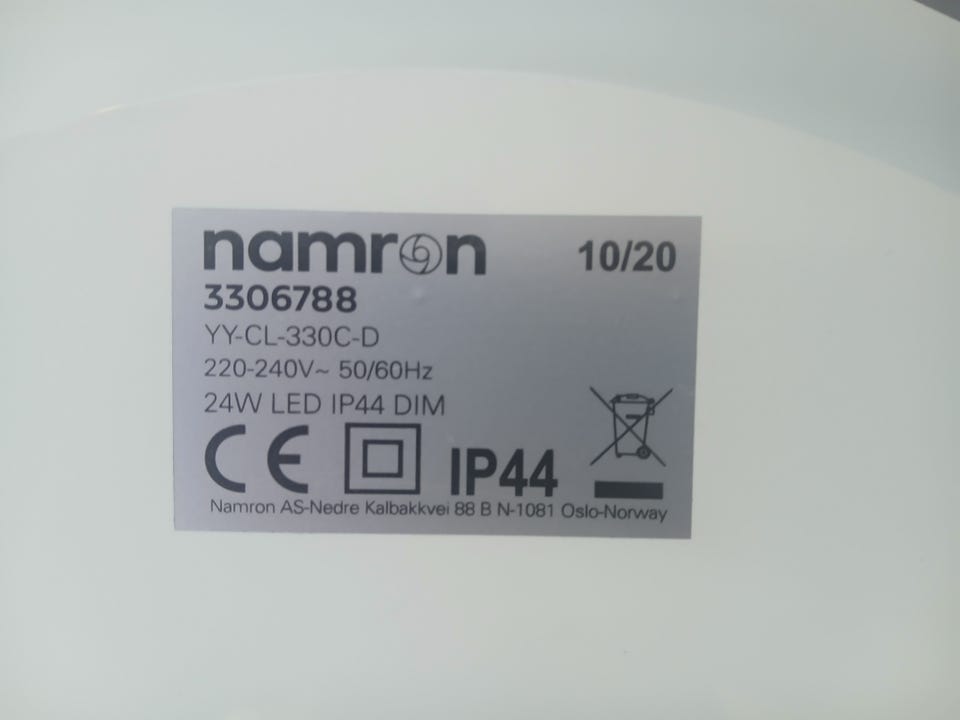 namron 10/20
3306788
YY-CL-330C-D
220-240V~ 50/60Hz
24W LED IP44 DIM
CE IP44
Namron AS-Nedre Kalbakkvei 88 B N-1081 Oslo-Norway